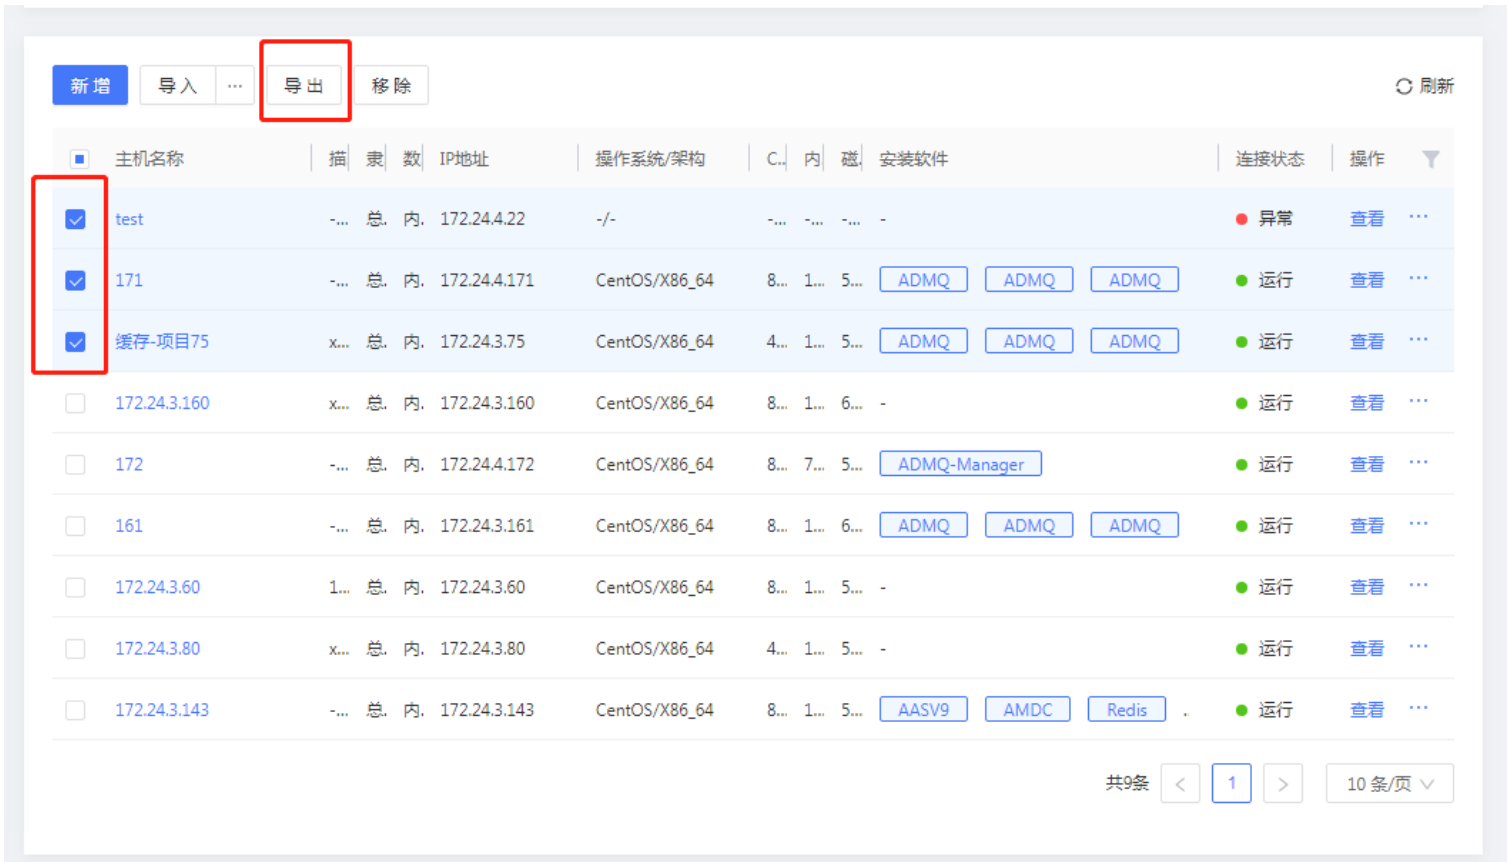 新增 导入 ... 导出 移除 刷新
主机名称 描 隶 数 IP地址 操作系统/架构 C.. 内 磁. 安装软件 连接状态 操作
test -... 总. 内. 172.24.4.22 -/- -... -... -... - 异常 查看 ...
171 -... 总. 内. 172.24.4.171 CentOS/X86_64 8... 1... 5... ADMQ ADMQ ADMQ 运行 查看 ...
缓存-项目75 x... 总. 内. 172.24.3.75 CentOS/X86_64 4... 1... 5... ADMQ ADMQ ADMQ 运行 查看 ...
172.24.3.160 x... 总. 内. 172.24.3.160 CentOS/X86_64 8... 1... 6... - 运行 查看 ...
172 -... 总. 内. 172.24.4.172 CentOS/X86_64 8... 7... 5... ADMQ-Manager 运行 查看 ...
161 -... 总. 内. 172.24.3.161 CentOS/X86_64 8... 1... 6... ADMQ ADMQ ADMQ 运行 查看 ...
172.24.3.60 1... 总. 内. 172.24.3.60 CentOS/X86_64 8... 1... 5... - 运行 查看 ...
172.24.3.80 x... 总. 内. 172.24.3.80 CentOS/X86_64 4... 1... 5... - 运行 查看 ...
172.24.3.143 -... 总. 内. 172.24.3.143 CentOS/X86_64 8... 1... 5... AASV9 AMDC Redis .. 运行 查看 ...
共9条 < 1 > 10 条/页